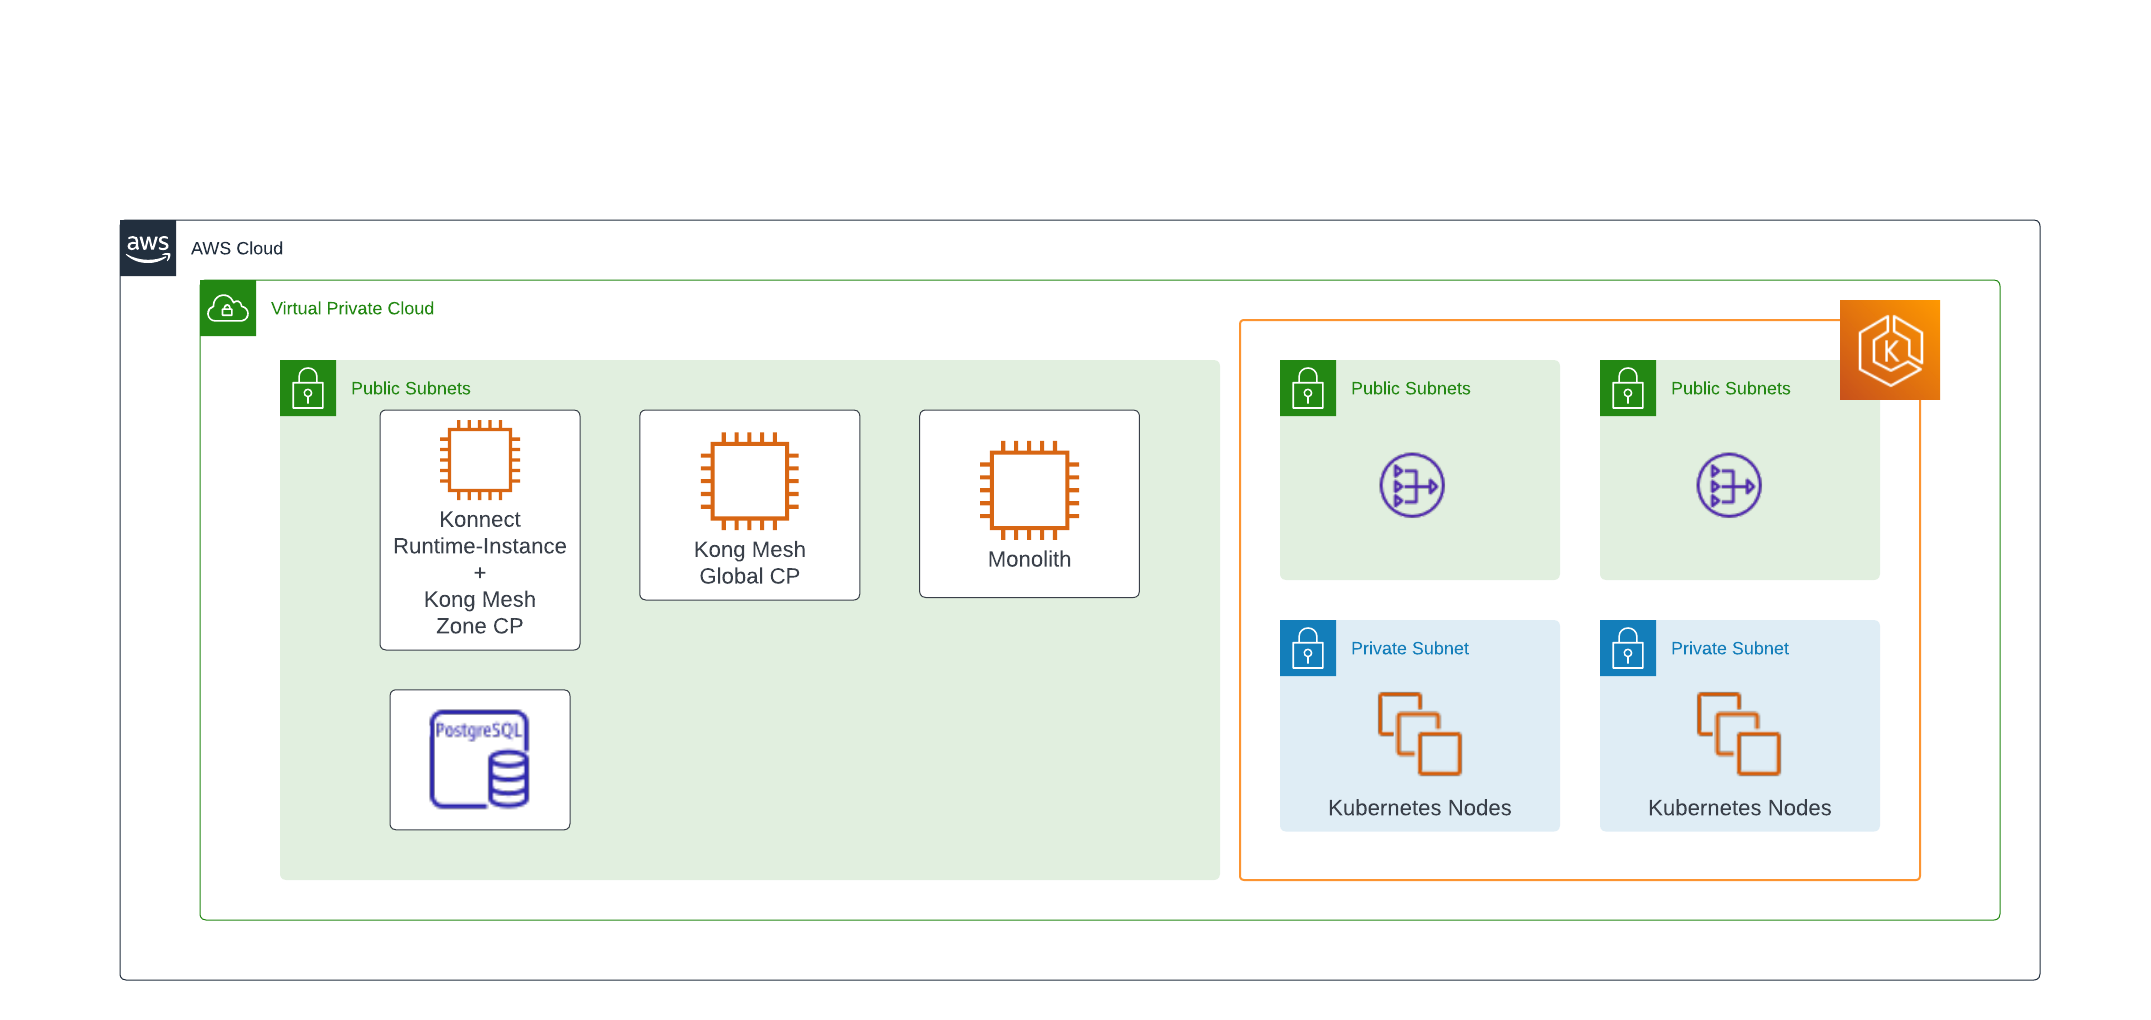 aws
AWS Cloud
Virtual Private Cloud
Public Subnets
Konnect
Runtime-Instance
+
Kong Mesh
Zone CP
Kong Mesh
Global CP
Monolith
PostgreSQL
K
Public Subnets
Public Subnets
Private Subnet
Kubernetes Nodes
Private Subnet
Kubernetes Nodes